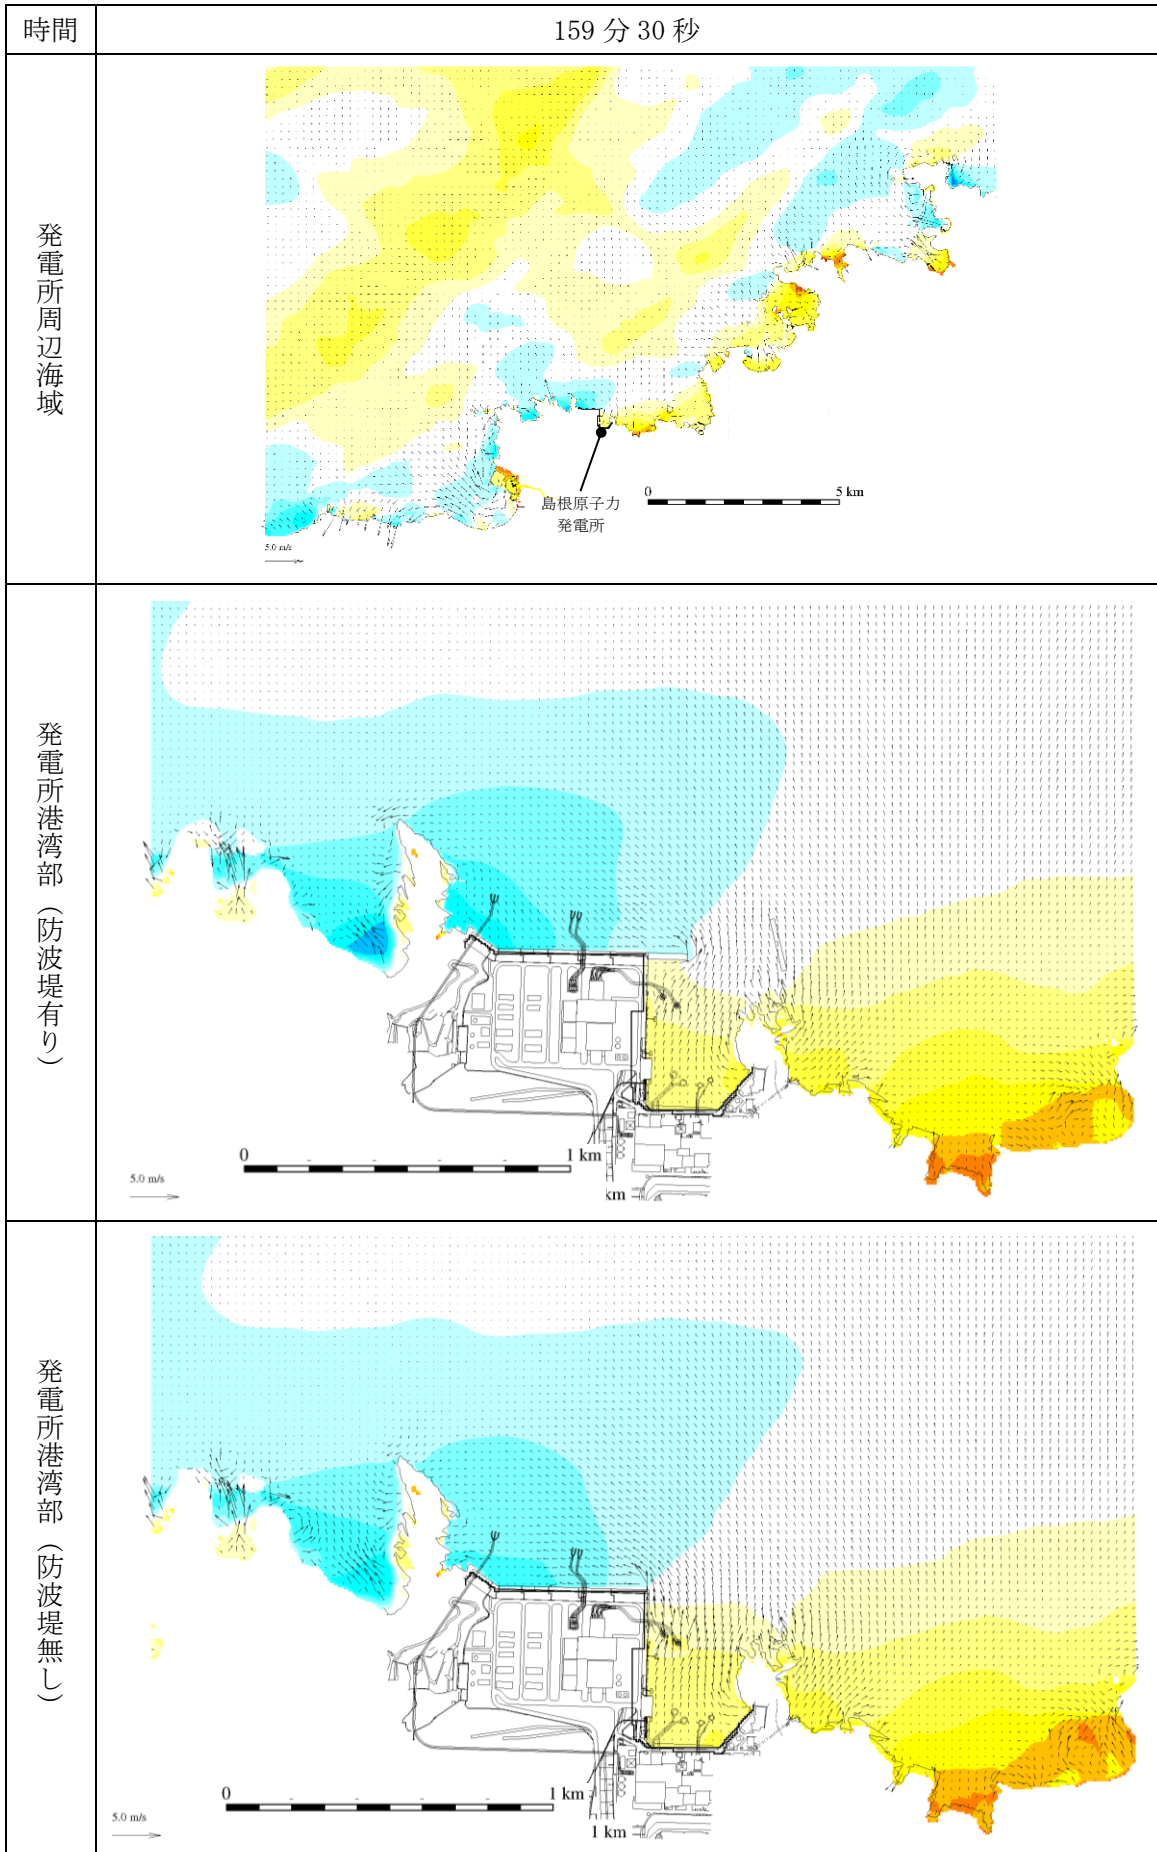 時間
159 分 30 秒
発電所周辺海域
島根原子力
発電所
0
5 km
5.0 m/s
発電所港湾部（防波堤有り）
0
1 km
km
5.0 m/s
発電所港湾部（防波堤無し）
0
1 km
5.0 m/s
1 km